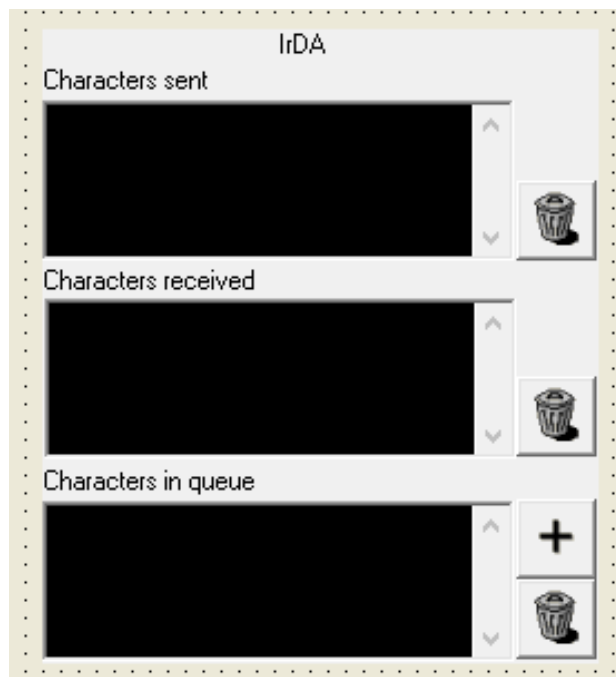 IrDA
Characters sent
Characters received
Characters in queue
+